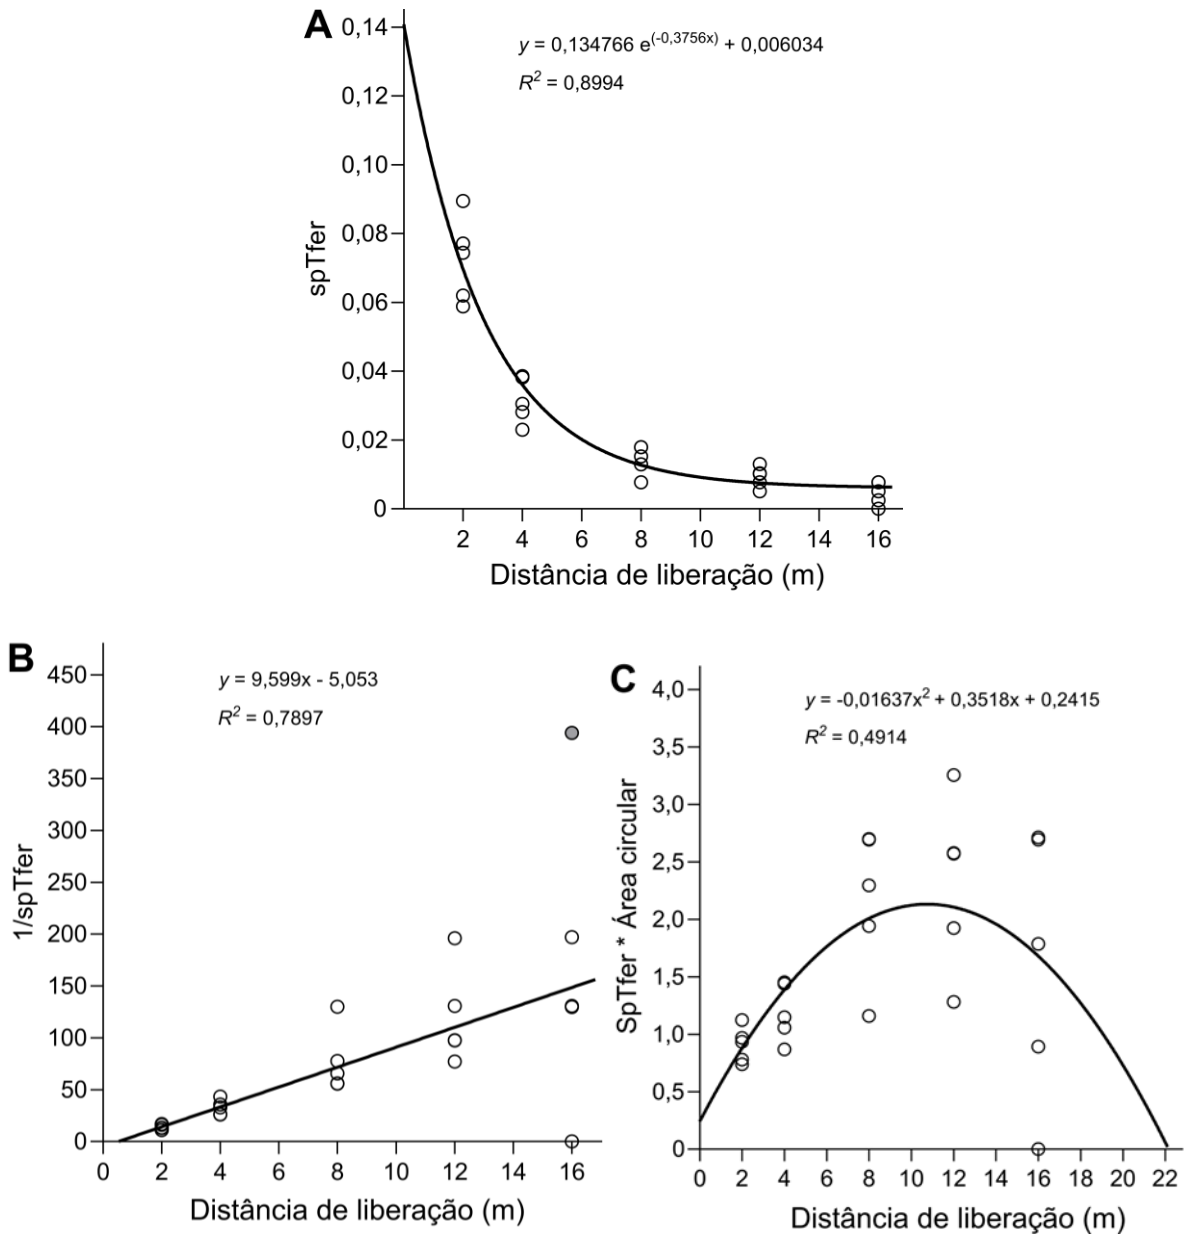 A
y = 0,134766 e(-0,3756x) + 0,006034
R2 = 0,8994
0,14
0,12
0,10
0,08
0,06
0,04
0,02
0
spTfer
2 4 6 8 10 12 14 16
Distância de liberação (m)
B
y = 9,599x - 5,053
R2 = 0,7897
450
400
350
300
250
200
150
100
50
0
1/spTfer
0 2 4 6 8 10 12 14 16
Distância de liberação (m)
C
y = -0,01637x2 + 0,3518x + 0,2415
R2 = 0,4914
4,0
3,5
3,0
2,5
2,0
1,5
1,0
0,5
0
SpTfer * Área circular
0 2 4 6 8 10 12 14 16 18 20 22
Distância de liberação (m)